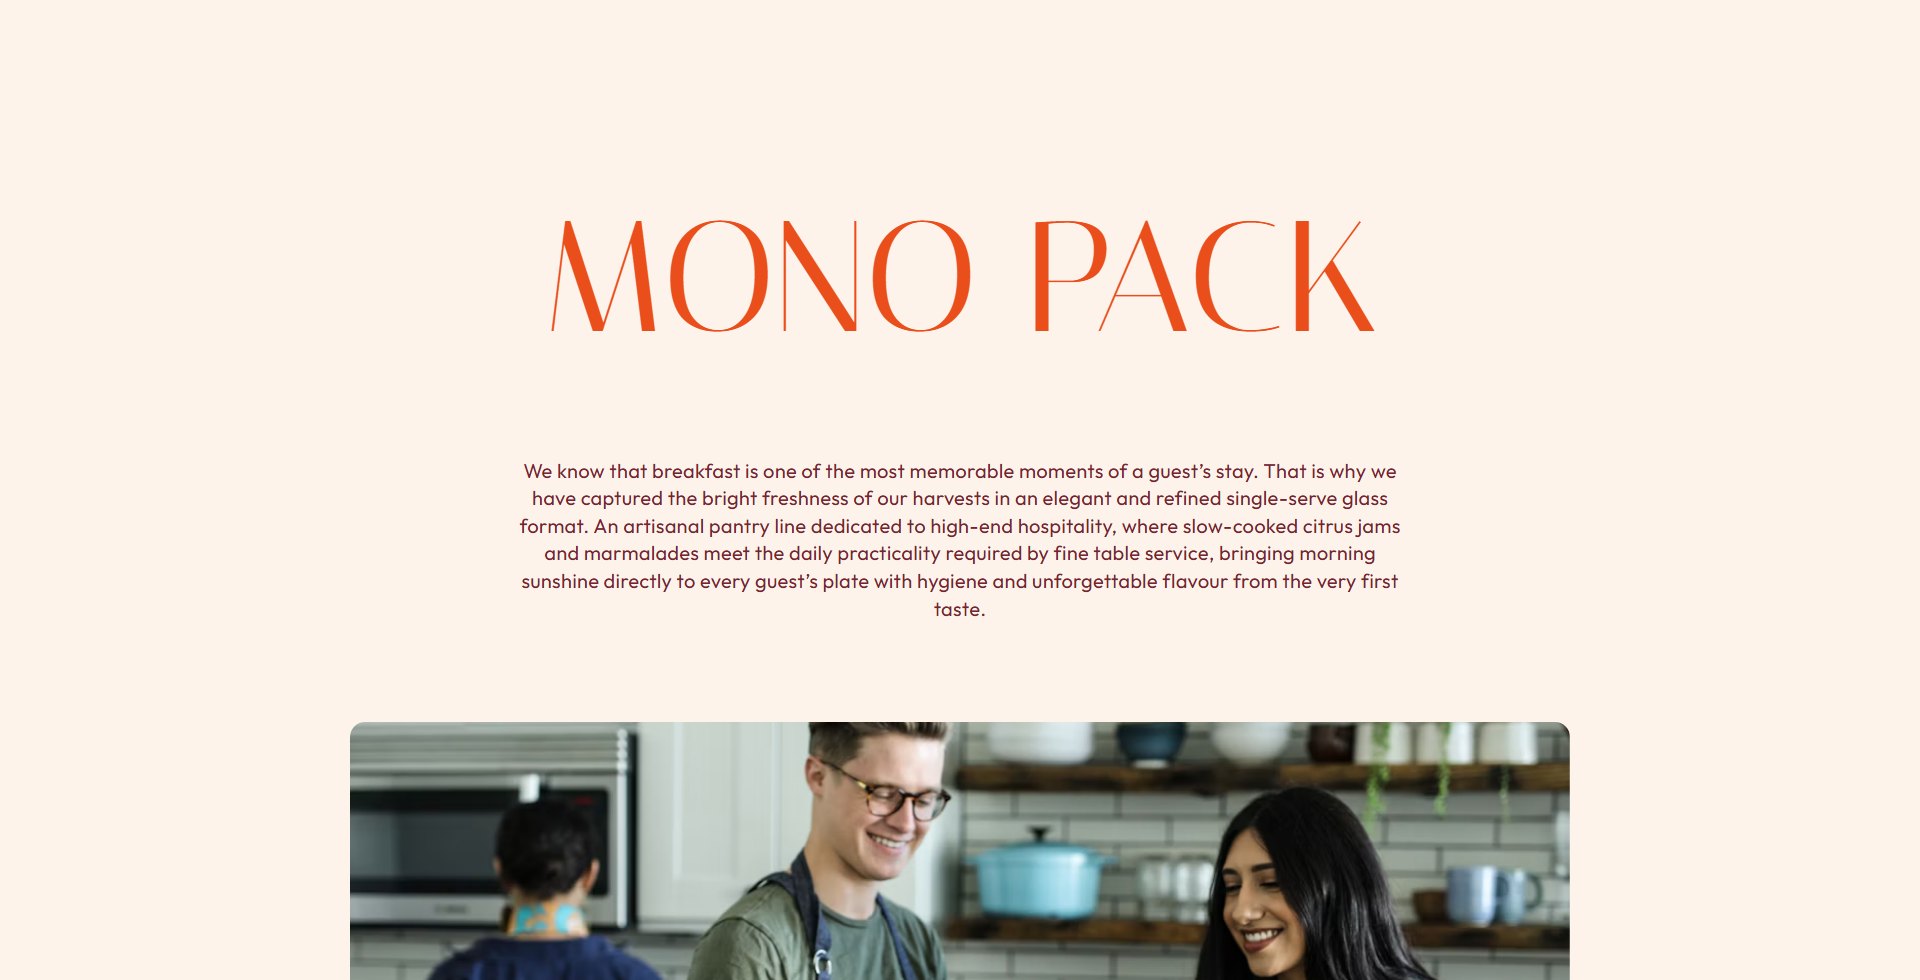 MONO PACK
We know that breakfast is one of the most memorable moments of a guest’s stay. That is why we
have captured the bright freshness of our harvests in an elegant and refined single-serve glass
format. An artisanal pantry line dedicated to high-end hospitality, where slow-cooked citrus jams
and marmalades meet the daily practicality required by fine table service, bringing morning
sunshine directly to every guest’s plate with hygiene and unforgettable flavour from the very first
taste.